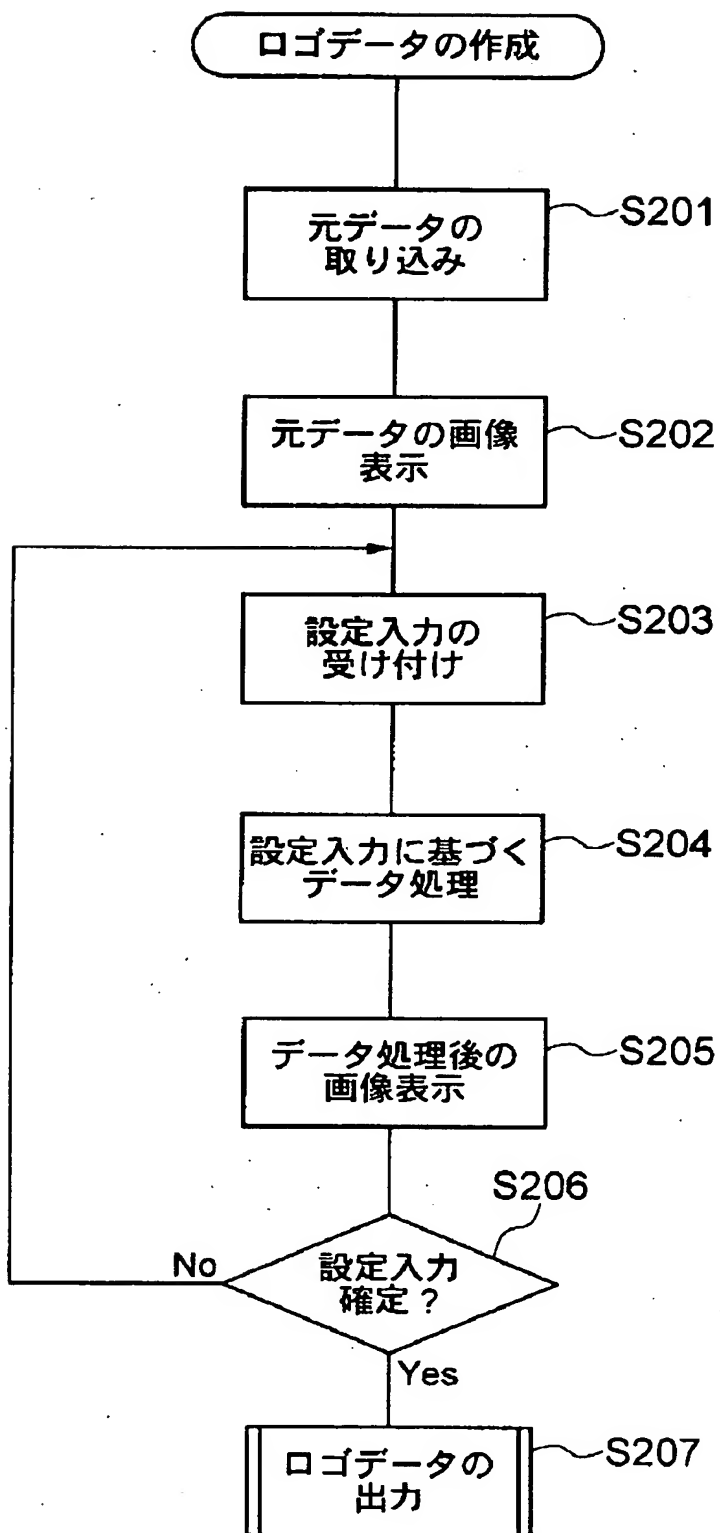 ロゴデータの作成
元データの
取り込み
S201
元データの画像
表示
S202
設定入力の
受け付け
S203
設定入力に基づく
データ処理
S204
データ処理後の
画像表示
S205
S206
No
設定入力
確定？
Yes
ロゴデータの
出力
S207